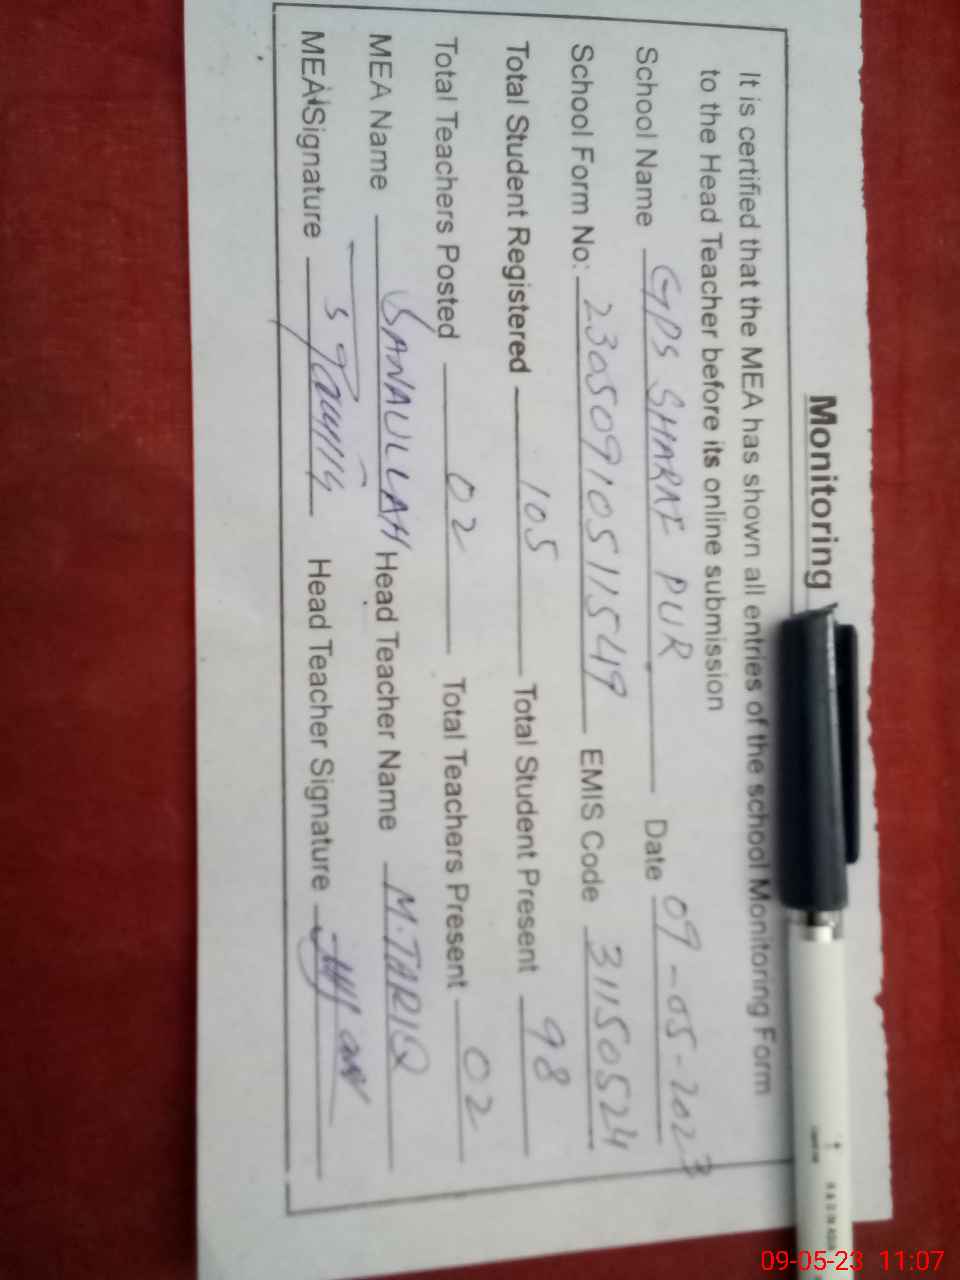 Monitoring
It is certified that the MEA has shown all entries of the school Monitoring Form
to the Head Teacher before its online submission
School Name GPS SHARAF PUR Date 09-05-2023
School Form No: 2305091051 1549 EMIS Code 31150524
Total Student Registered 105 Total Student Present 98
Total Teachers Posted 02 Total Teachers Present 02
MEA Name SANAULLAH Head Teacher Name M.TARIQ
MEA Signature Head Teacher Signature
09-05-23 11:07